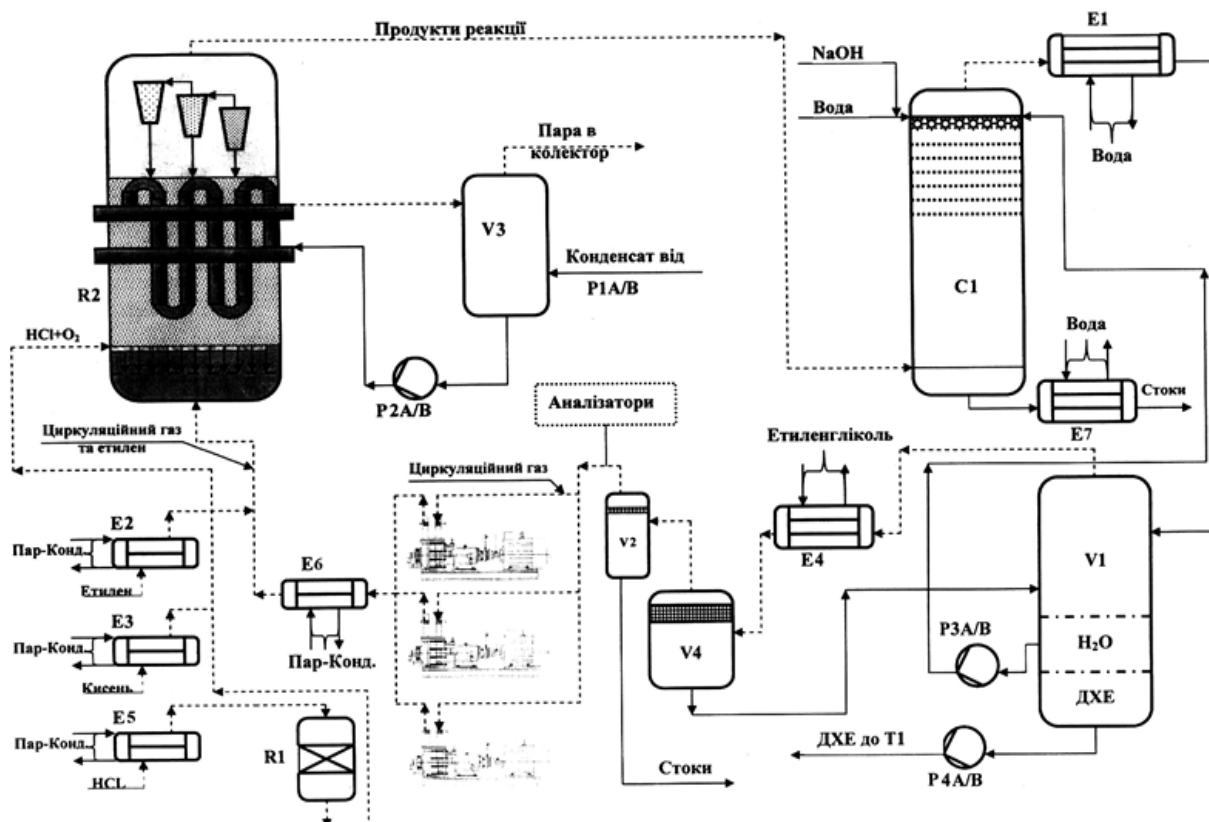 Продукти реакції
E1
NaOH
Вода
Вода
Пара в
колектор
V3
Конденсат від
P1A/B
R2
C1
HCl+O₂
Вода
P2A/B
Аналізатори
Стоки
E7
Циркуляційний газ
та етилен
Етиленгліколь
Циркуляційний газ
E2
Пар-Конд.
Етилен
V2
E4
V1
E6
E3
Пар-Конд.
Кисень
Пар-Конд.
V4
P3A/B
H₂O
ДХЕ
E5
Пар-Конд.
HCL
R1
ДХЕ до Т1
Стоки
P4A/B